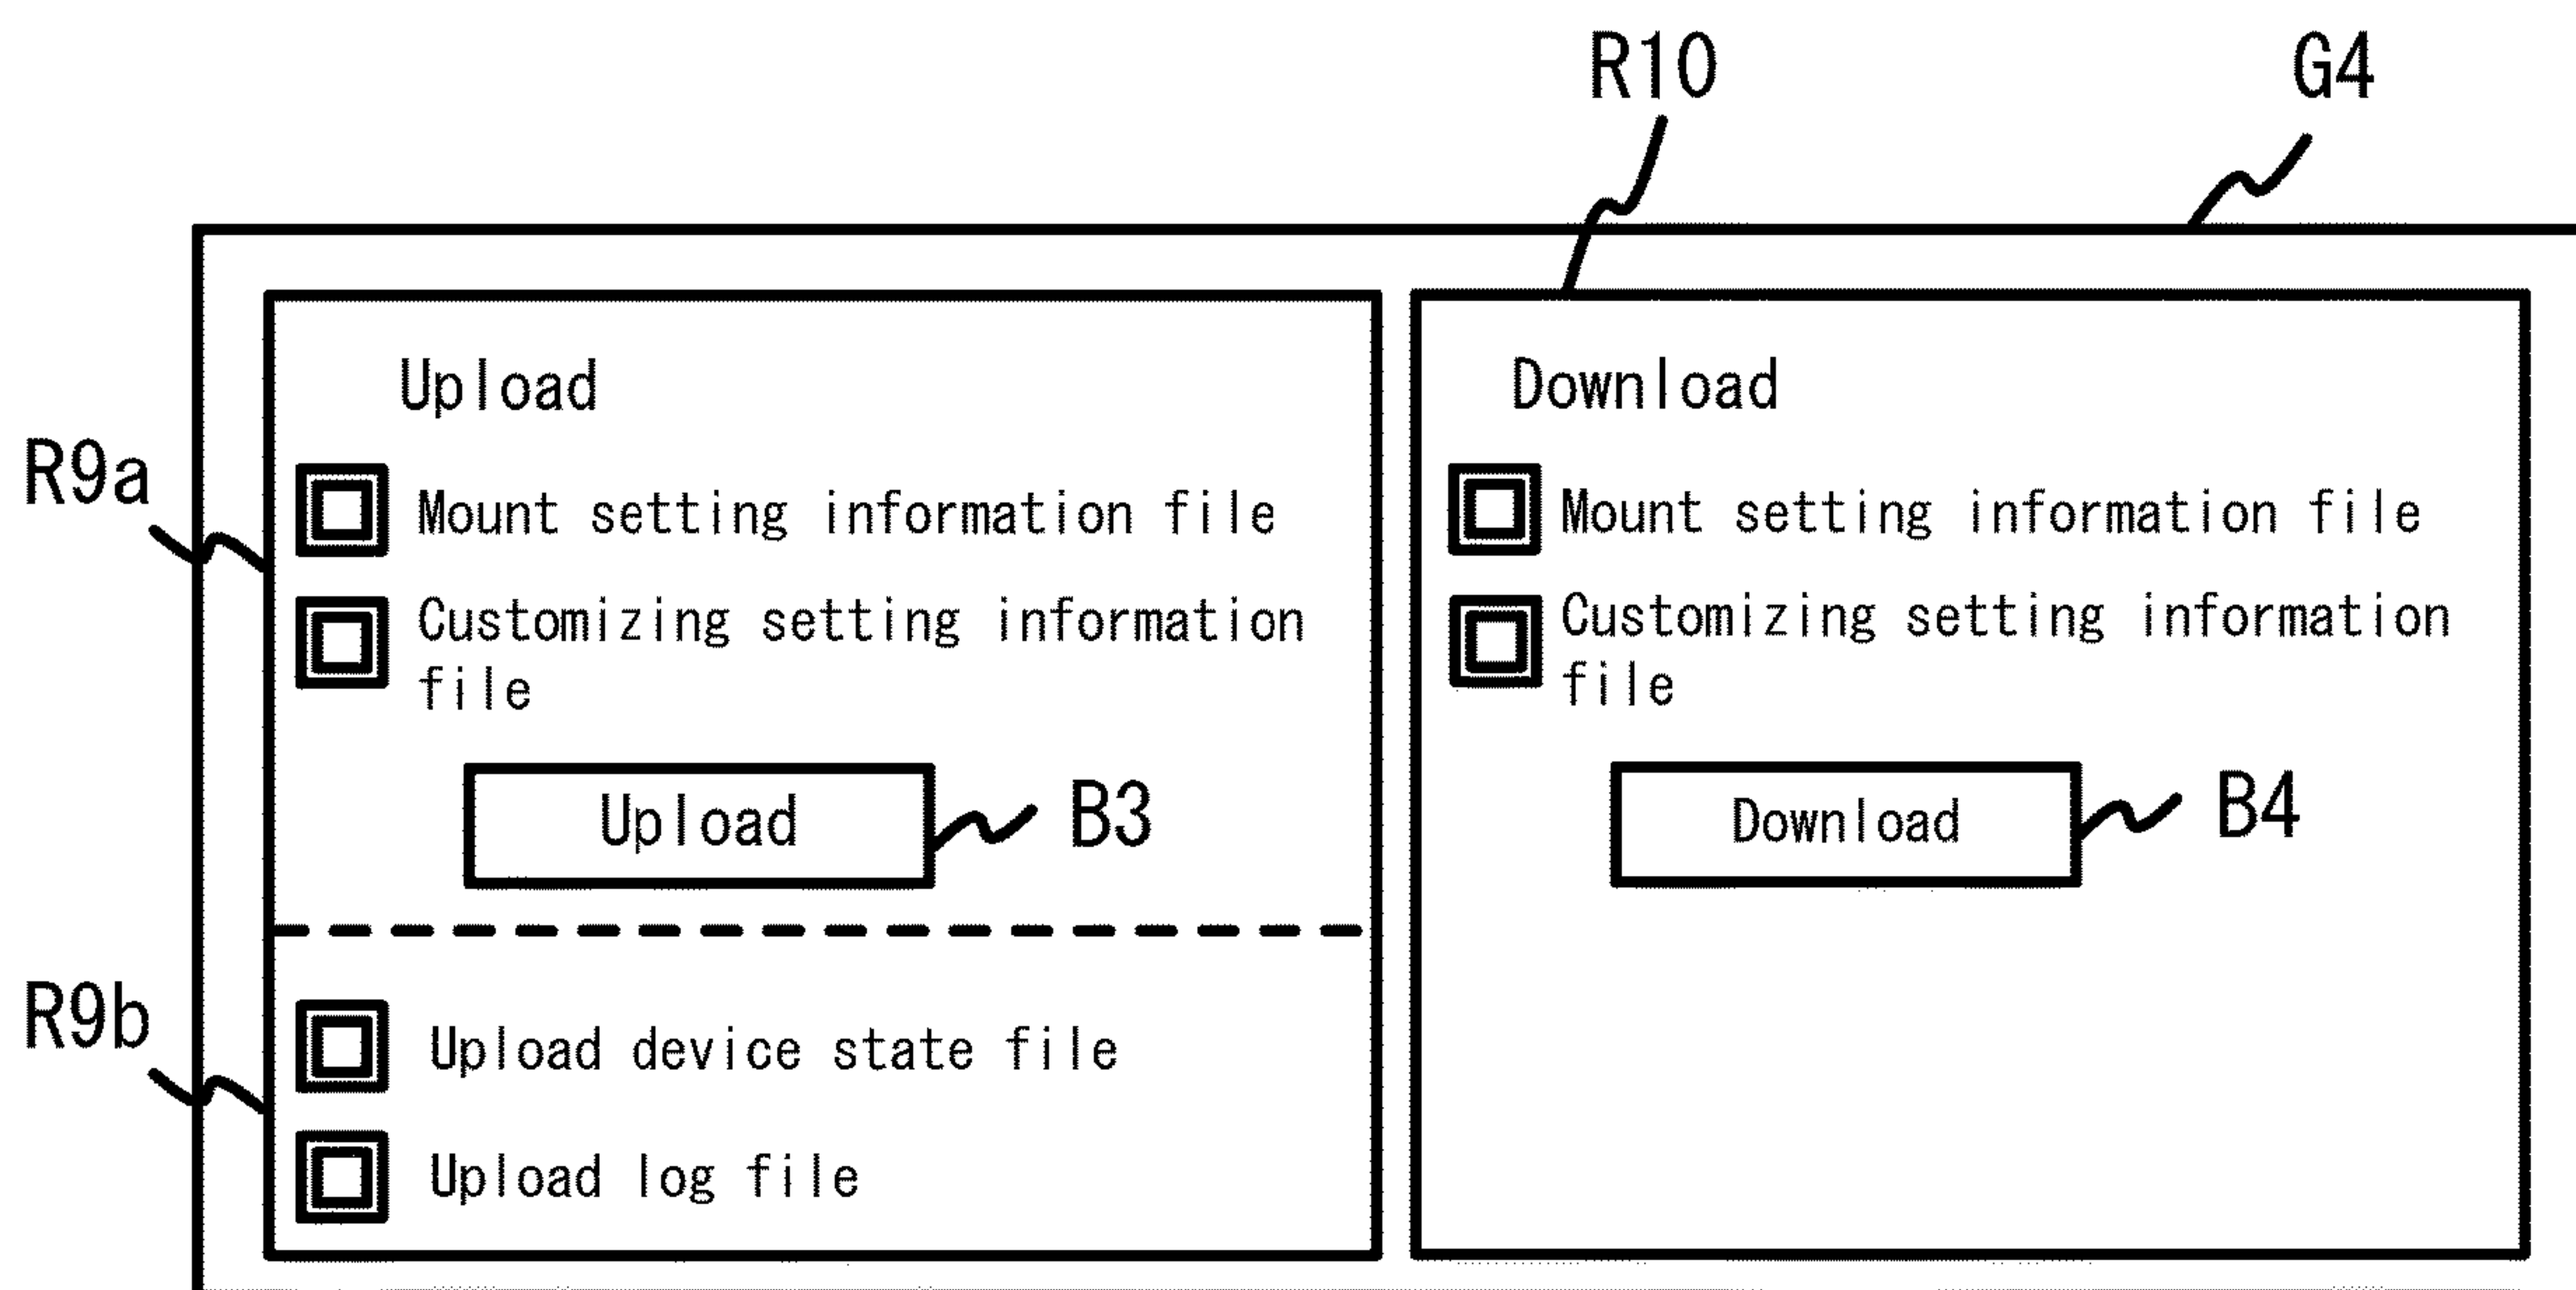 R10
G4
Upload
Download
R9a
Mount setting information file
Mount setting information file
Customizing setting information
file
Customizing setting information
file
Upload
B3
Download
B4
R9b
Upload device state file
Upload log file